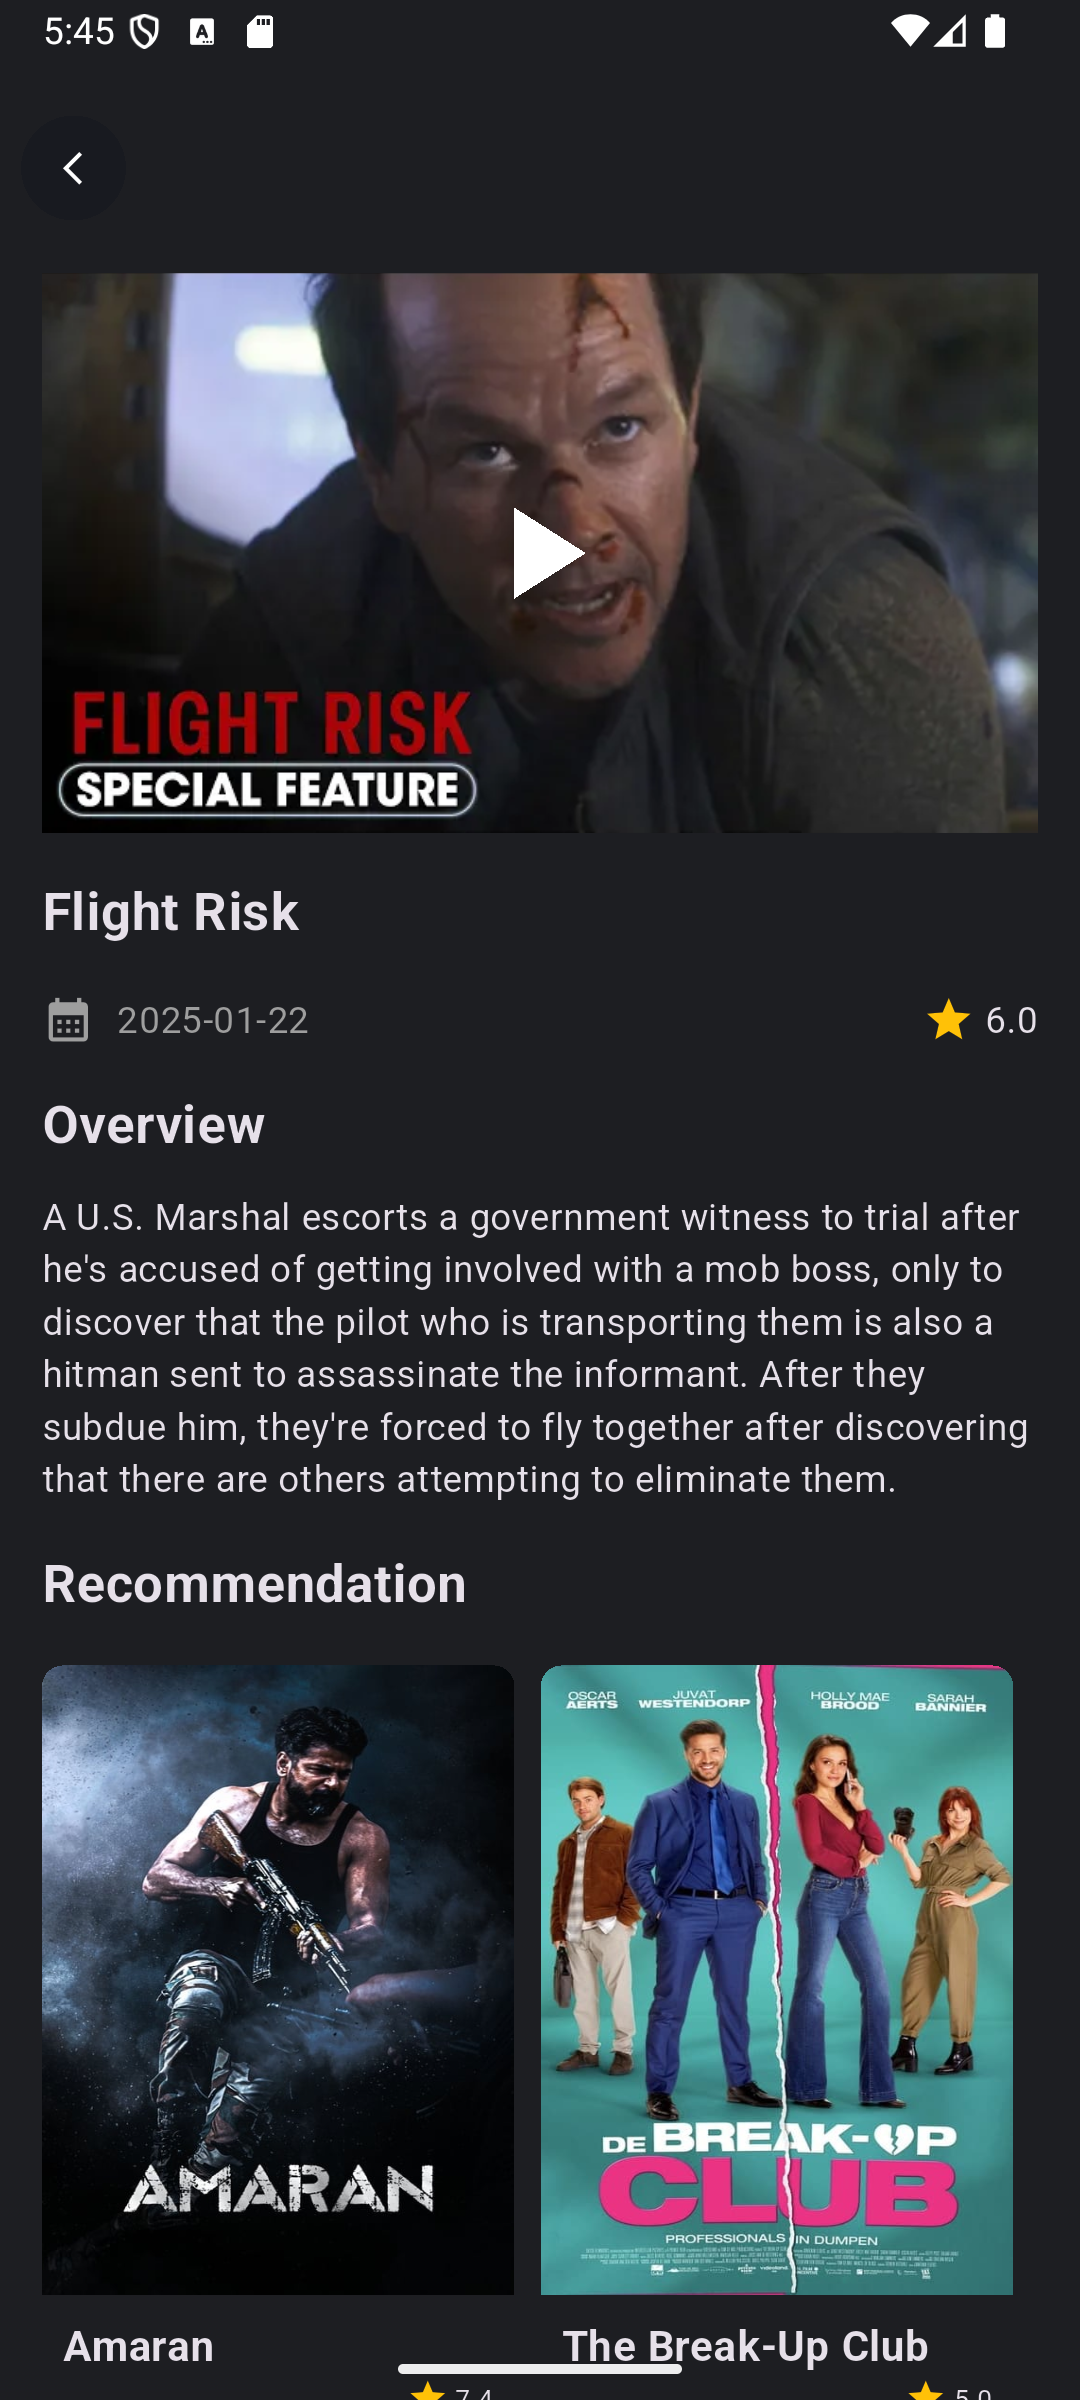 5:45
FLIGHT RISK
SPECIAL FEATURE
Flight Risk
2025-01-22
6.0
Overview
A U.S. Marshal escorts a government witness to trial after
he's accused of getting involved with a mob boss, only to
discover that the pilot who is transporting them is also a
hitman sent to assassinate the informant. After they
subdue him, they're forced to fly together after discovering
that there are others attempting to eliminate them.
Recommendation
AMARAN
OSCAR AERTS
JUVAT WESTENDORP
HOLLY MAE BROOD
SARAH BANNIER
DE BREAK-UP
CLUB
PROFESSIONALS IN DUMPEN
Amaran
The Break-Up Club
7.4
5.0